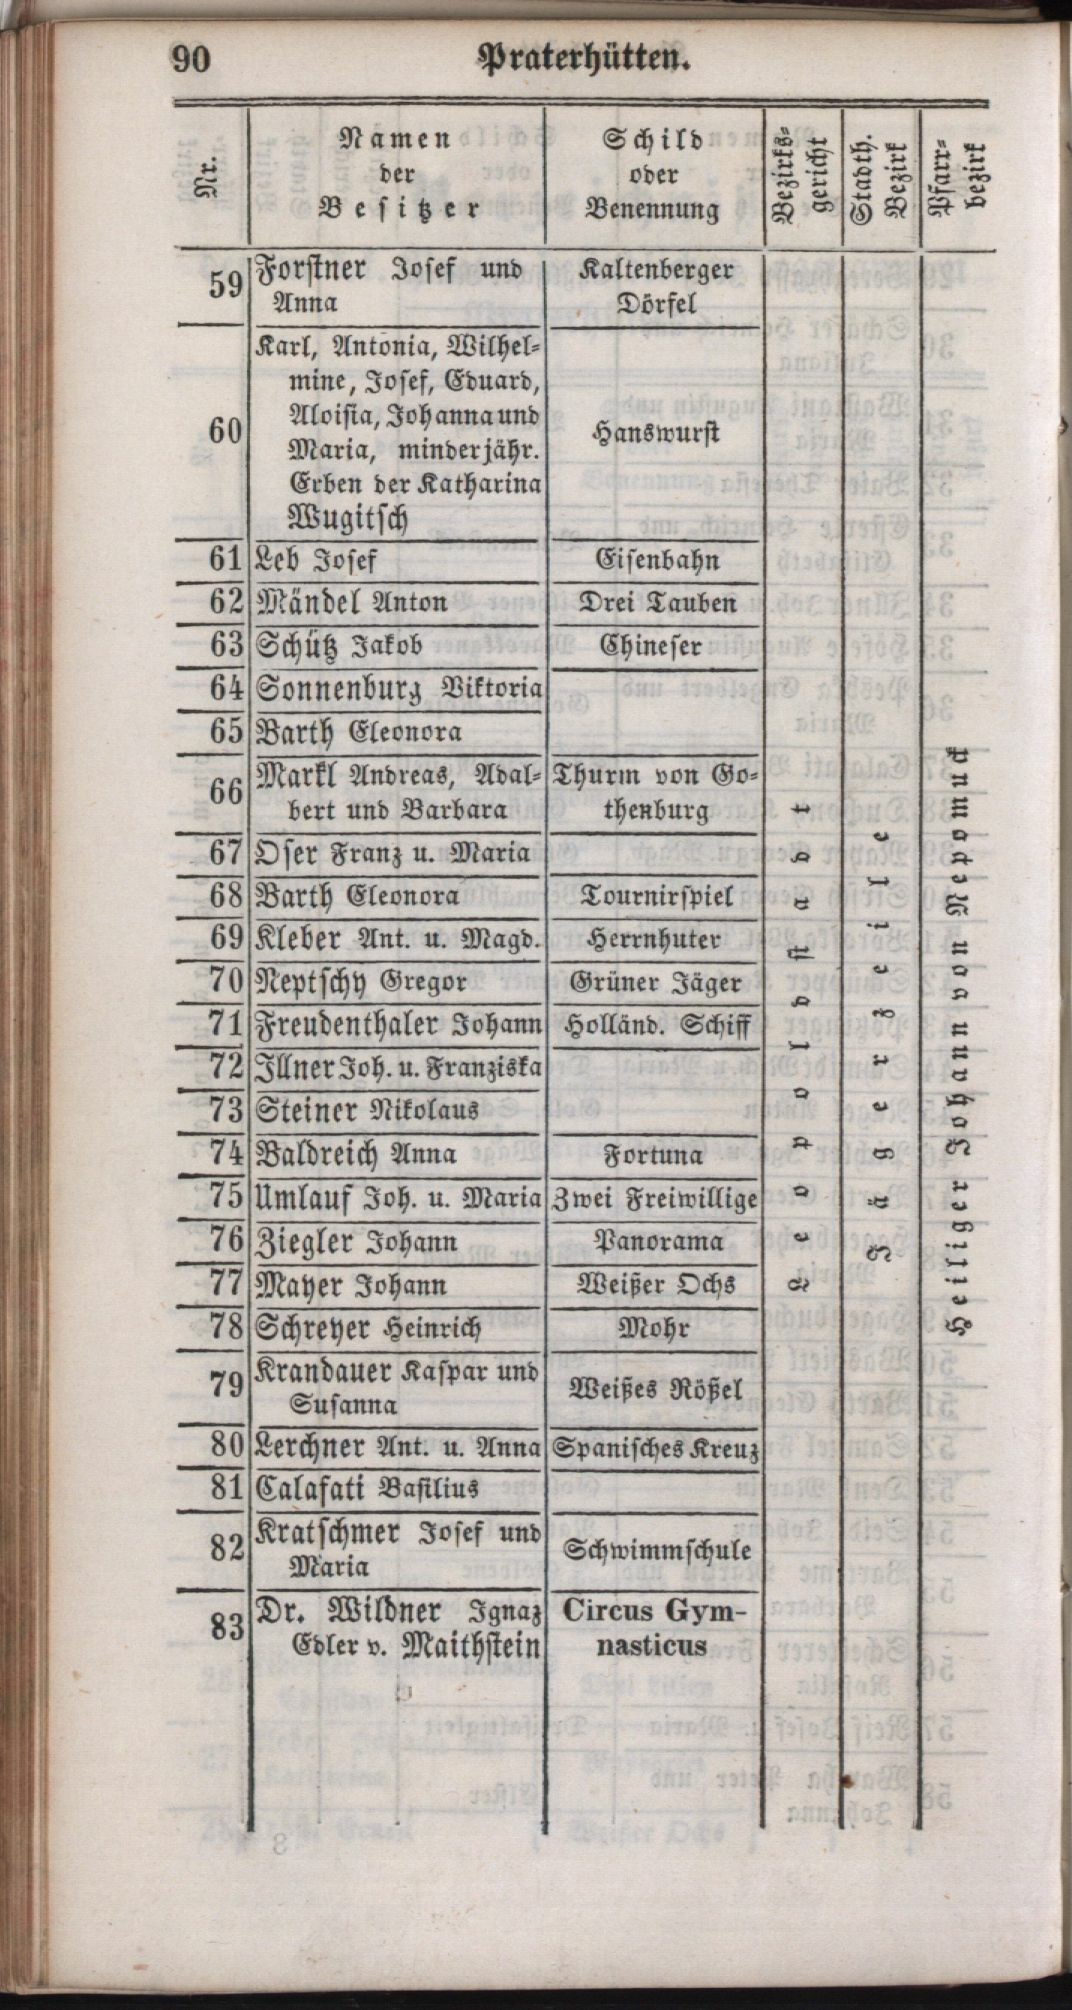 90 Praterhütten.
Nr.
Namen
der
Besitzer
Schild
oder
Benennung
Bezirks-
gericht
Stadth.
Bezirk
Pfarr-
bezirk
59 Forstner Josef und Kaltenberger
Anna Dörfel
Karl, Antonia, Wilhel-
mine, Josef, Eduard,
Aloisia, Johanna und
60 Maria, minderjähr. Hanswurst
Erben der Katharina
Wugitsch
61 Leb Josef Eisenbahn
62 Mändel Anton Drei Tauben
63 Schütz Jakob Chineser
64 Sonnenburg Viktoria
65 Barth Eleonora
66 Markl Andreas, Adal- Thurm von Go-
bert und Barbara thenburg
67 Oser Franz u. Maria
68 Barth Eleonora Tournirspiel
69 Kleber Ant. u. Magd. Herrnhuter
70 Neptschy Gregor Grüner Jäger
71 Freudenthaler Johann Holländ. Schiff
72 Illner Joh. u. Franziska
73 Steiner Nikolaus
74 Baldreich Anna Fortuna
75 Umlauf Joh. u. Maria Zwei Freiwillige
76 Ziegler Johann Panorama
77 Mayer Johann Weißer Ochs
78 Schreyer Heinrich Mohr
79 Krandauer Kaspar und Weißes Rößel
Susanna
80 Lerchner Ant. u. Anna Spanisches Kreuz
81 Calafati Basilius
82 Kratschmer Josef und Schwimmschule
Maria
83 Dr. Wildner Ignaz Circus Gym-
Edler v. Maithstein nasticus
Leopoldstadt
Jägerzeile
Heiliger Johann v. Nepomuk